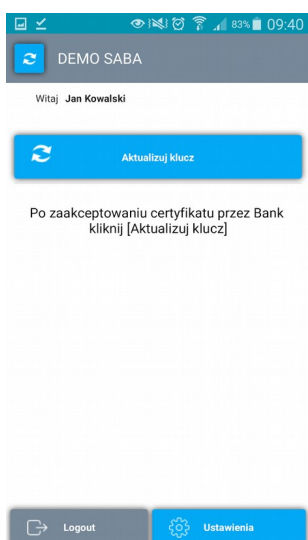 83% 09:40
DEMO SABA
Witaj Jan Kowalski
Aktualizuj klucz
Po zaakceptowaniu certyfikatu przez Bank
kliknij [Aktualizuj klucz]
Logout Ustawienia